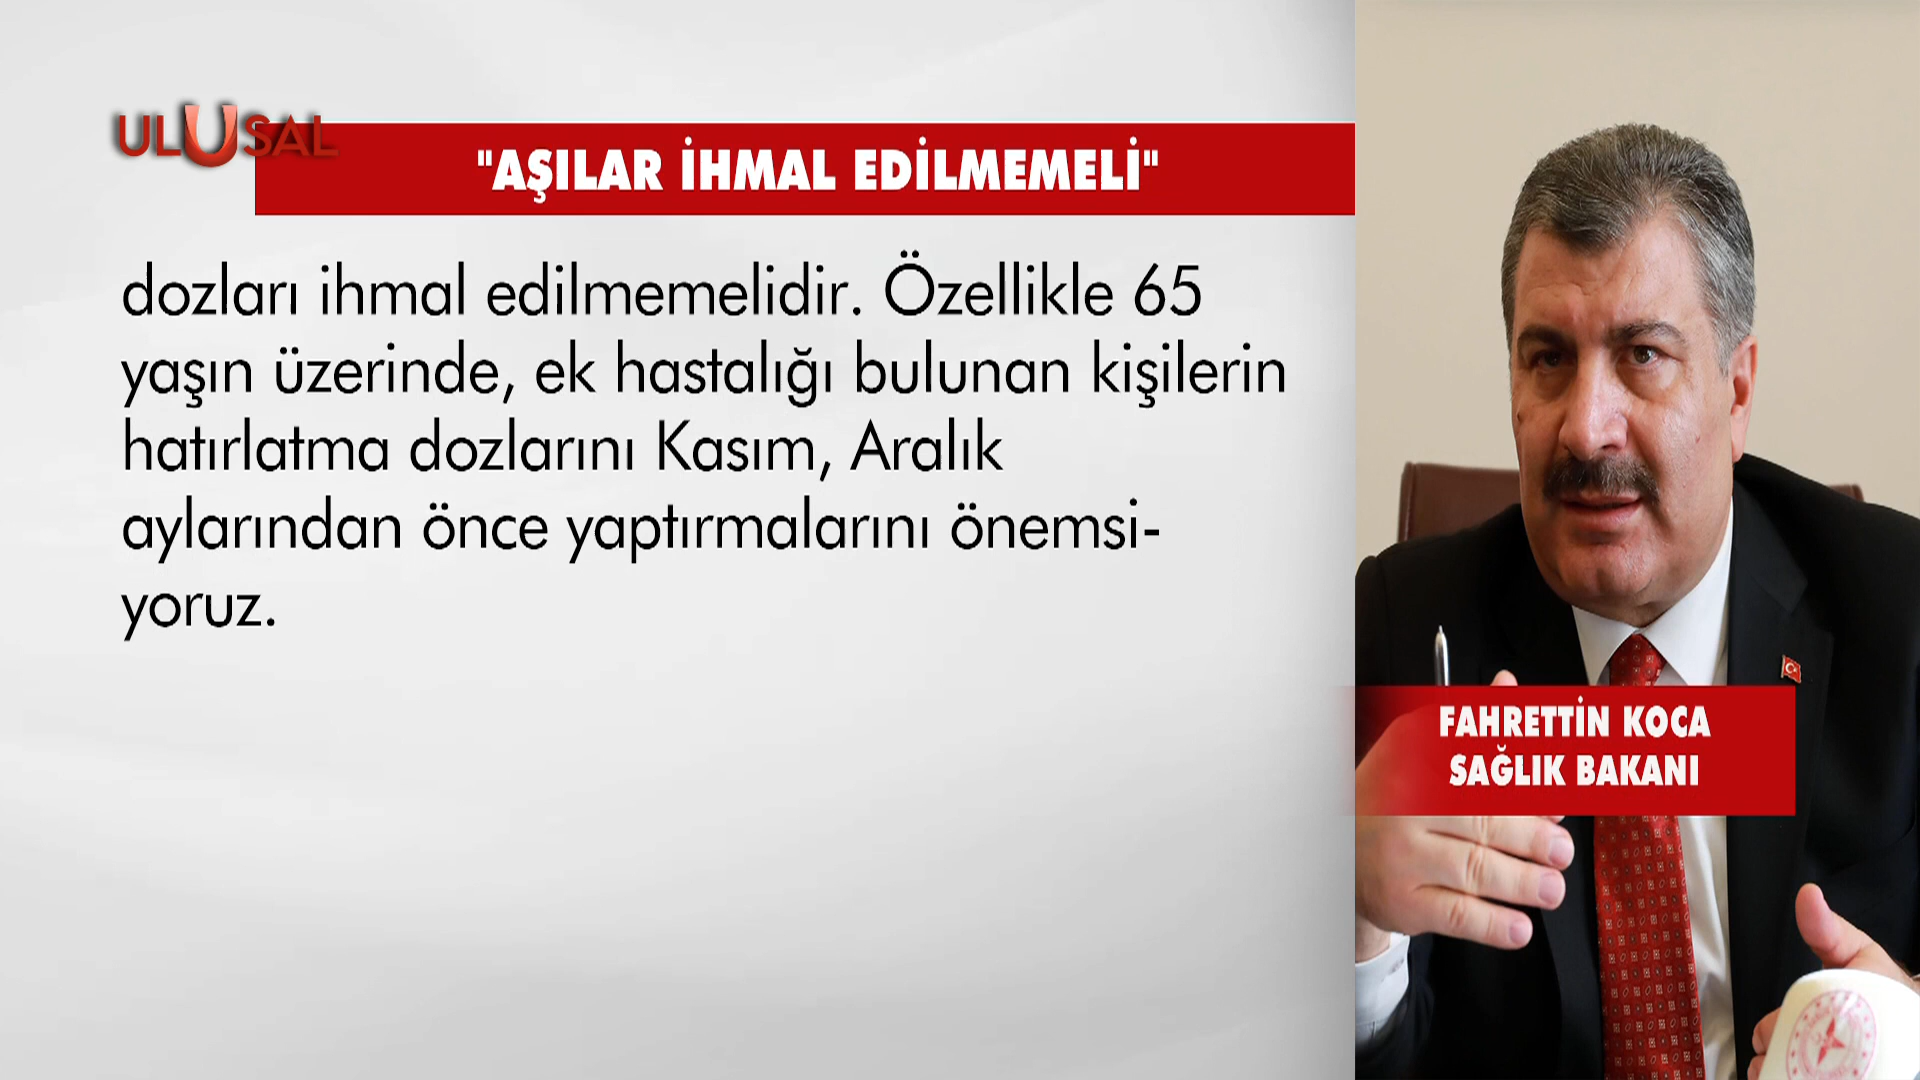 ULUSAL
"AŞILAR İHMAL EDİLMEMELİ"
dozları ihmal edilmemelidir. Özellikle 65
yaşın üzerinde, ek hastalığı bulunan kişilerin
hatırlatma dozlarını Kasım, Aralık
aylarından önce yaptırmalarını önemsi-
yoruz.
FAHRETTİN KOCA
SAĞLIK BAKANI